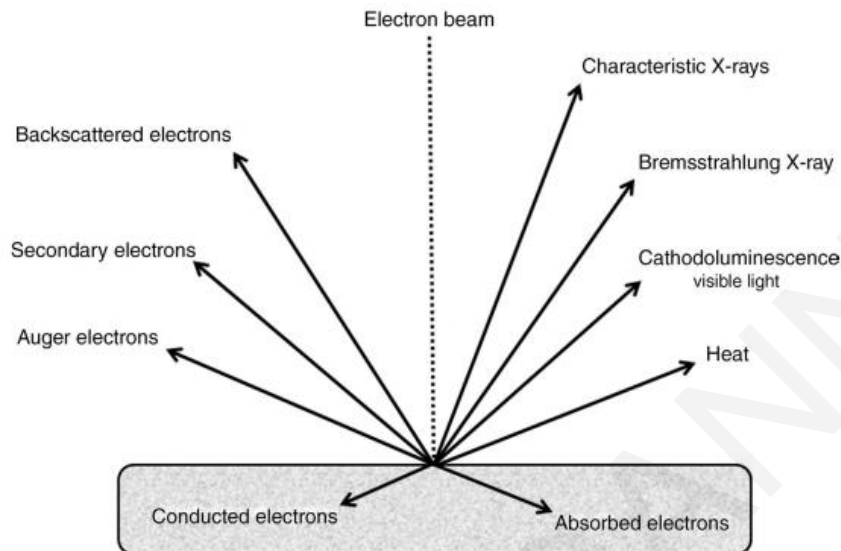 Electron beam
Characteristic X-rays
Backscattered electrons
Bremsstrahlung X-ray
Secondary electrons
Cathodoluminescence
visible light
Auger electrons
Heat
Conducted electrons
Absorbed electrons